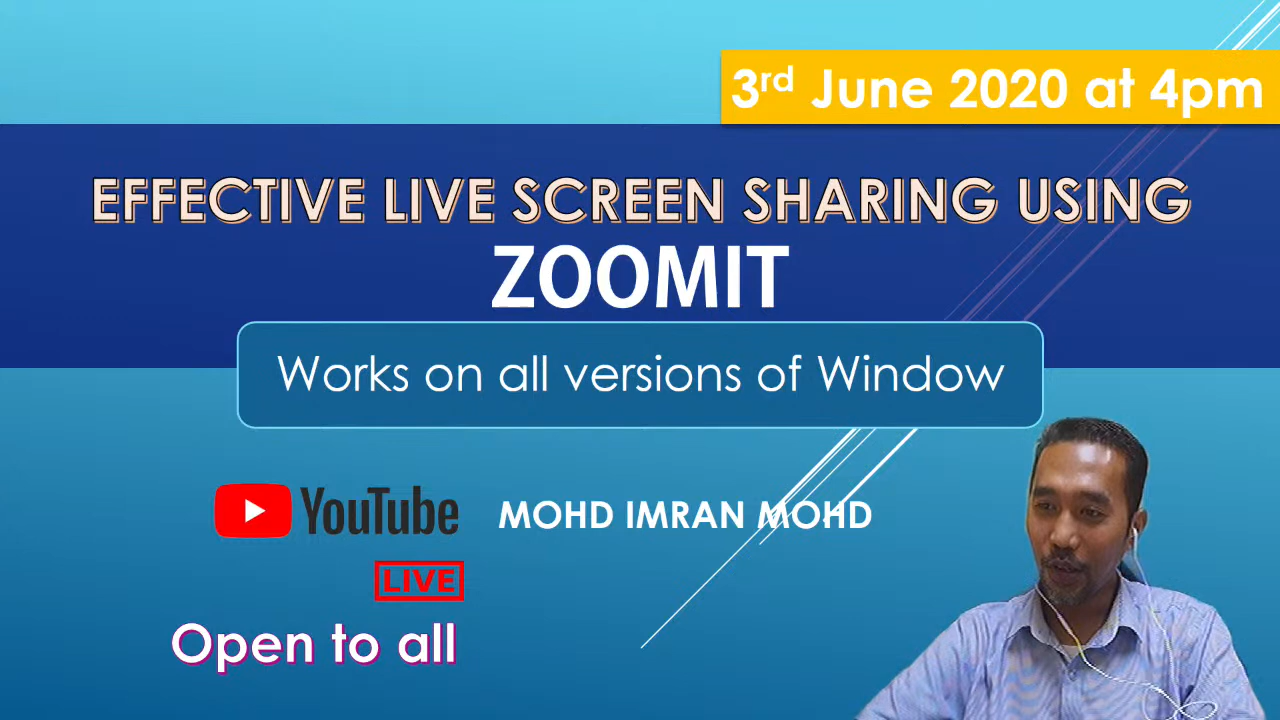 3rd June 2020 at 4pm
EFFECTIVE LIVE SCREEN SHARING USING
ZOOMIT
Works on all versions of Window
YouTube MOHD IMRAN MOHD
LIVE
Open to all